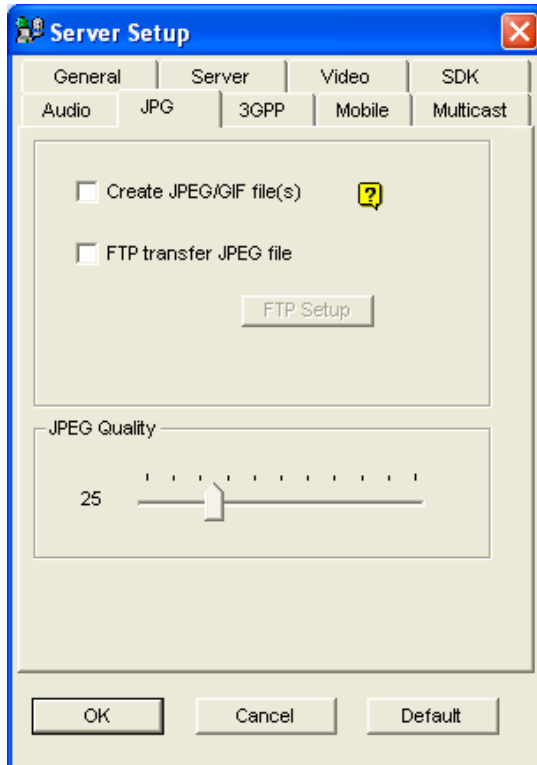 Server Setup
General Server Video SDK
Audio JPG 3GPP Mobile Multicast
Create JPEG/GIF file(s) ?
FTP transfer JPEG file
FTP Setup
JPEG Quality
25
OK Cancel Default